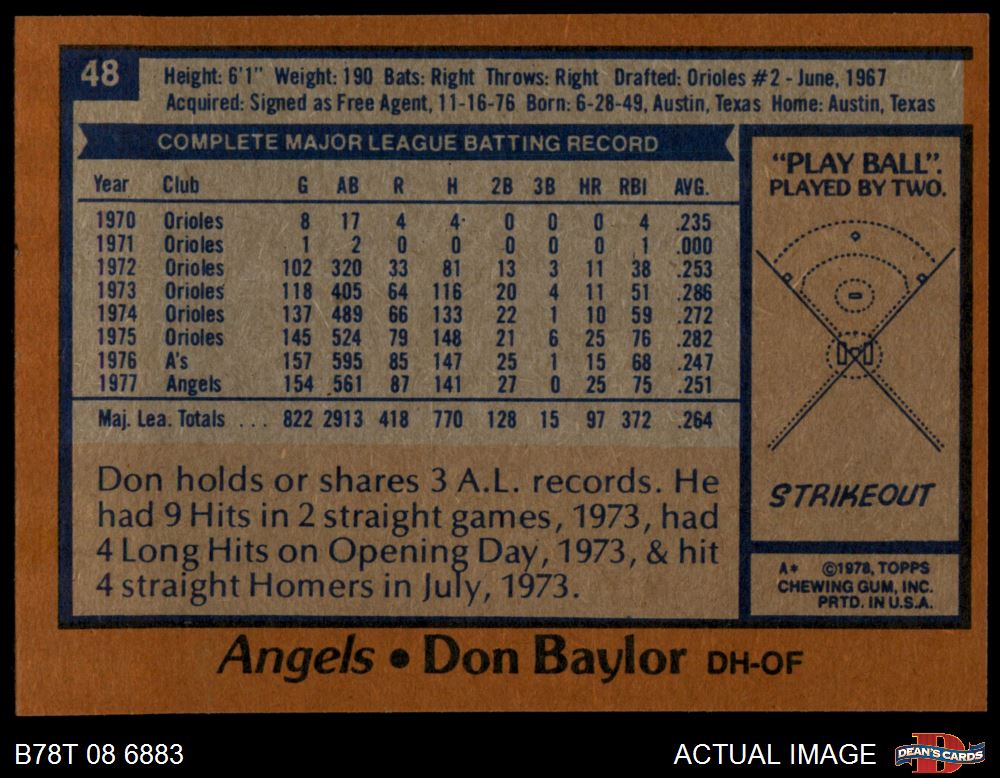 48
Height: 6'1" Weight: 190 Bats: Right Throws: Right Drafted: Orioles #2 - June, 1967
Acquired: Signed as Free Agent, 11-16-76 Born: 6-28-49, Austin, Texas Home: Austin, Texas
COMPLETE MAJOR LEAGUE BATTING RECORD
Year Club G AB R H 2B 3B HR RBI AVG.
1970 Orioles 8 17 4 4 0 0 0 4 .235
1971 Orioles 1 2 0 0 0 0 0 1 .000
1972 Orioles 102 320 33 81 13 3 11 38 .253
1973 Orioles 118 405 64 116 20 4 11 51 .286
1974 Orioles 137 489 66 133 22 1 10 59 .272
1975 Orioles 145 524 79 148 21 6 25 76 .282
1976 A's 157 595 85 147 25 1 15 68 .247
1977 Angels 154 561 87 141 27 0 25 75 .251
Maj. Lea. Totals ... 822 2913 418 770 128 15 97 372 .264
Don holds or shares 3 A.L. records. He
had 9 Hits in 2 straight games, 1973, had
4 Long Hits on Opening Day, 1973, & hit
4 straight Homers in July, 1973.
"PLAY BALL".
PLAYED BY TWO.
STRIKEOUT
A* ©1978, TOPPS
CHEWING GUM, INC.
PRTD. IN U.S.A.
Angels • Don Baylor DH-OF
B78T 08 6883
ACTUAL IMAGE
DEAN'S CARDS